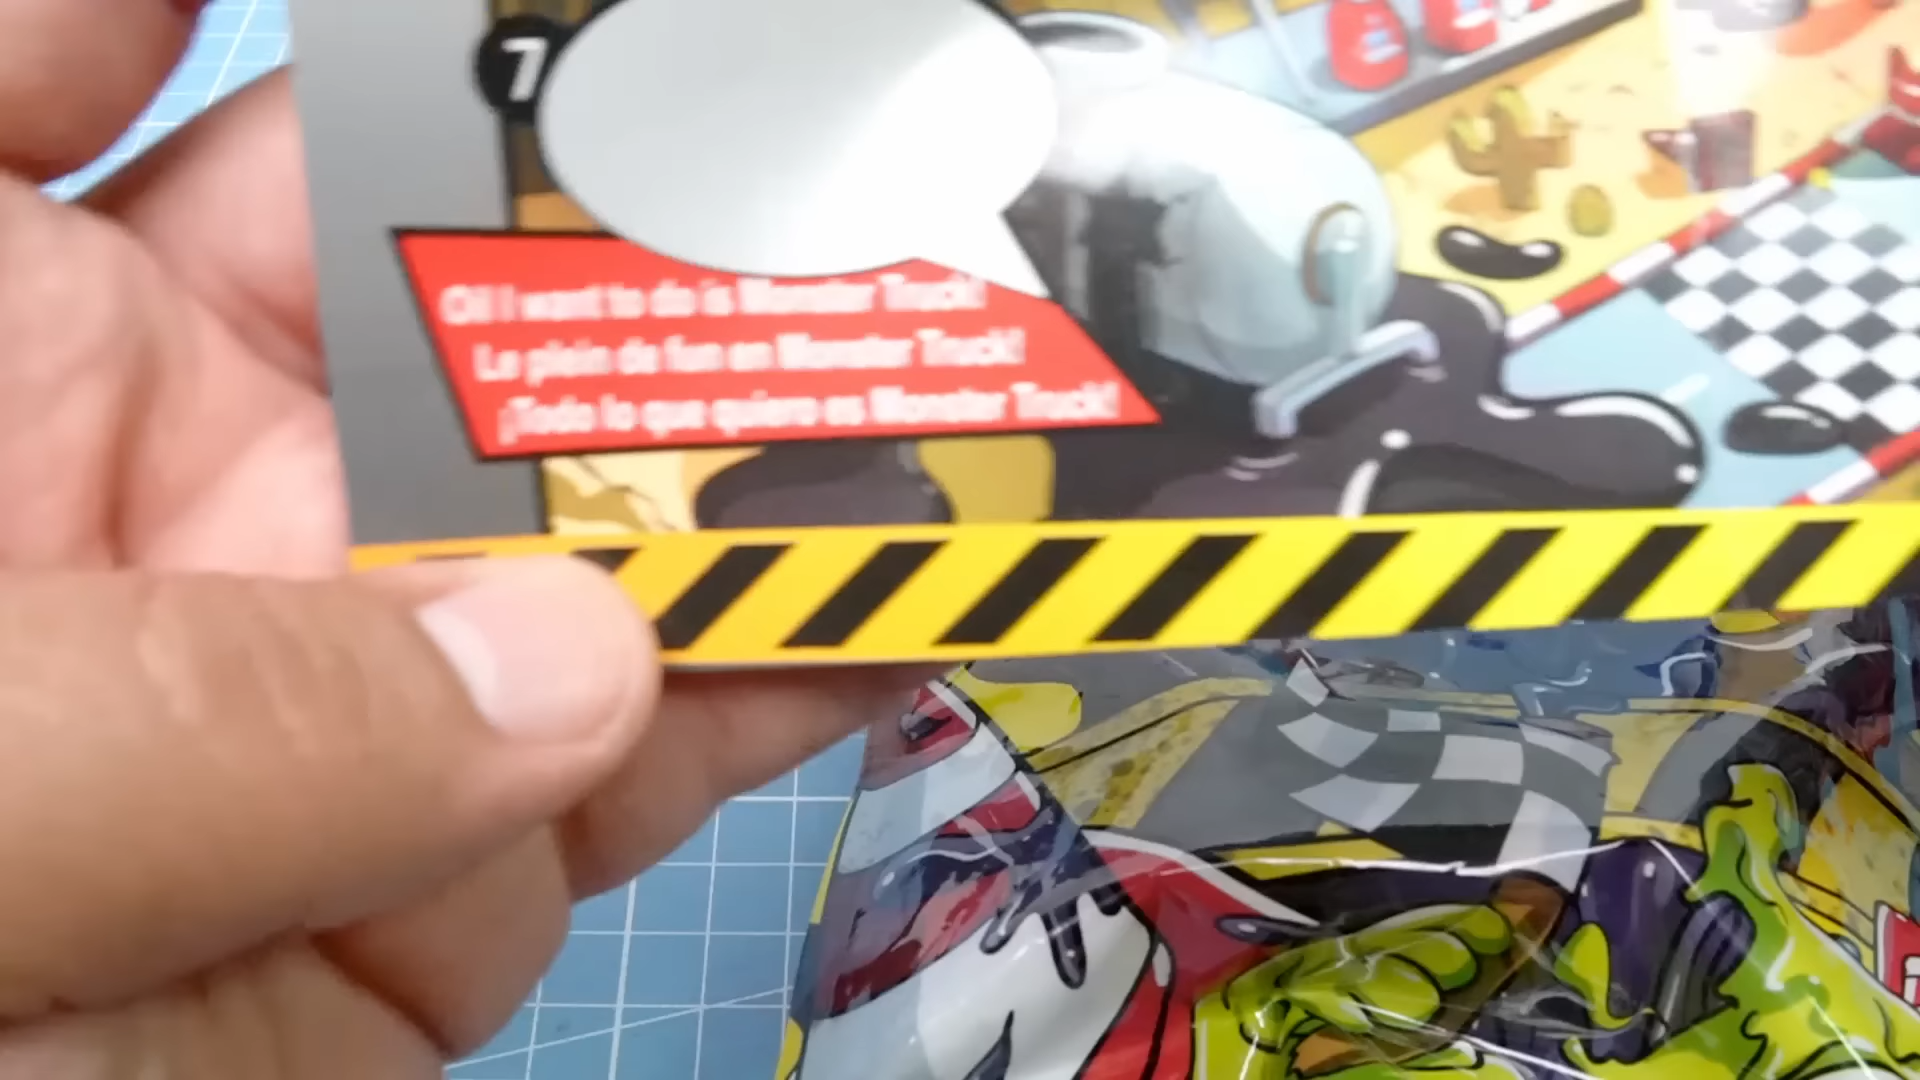 7
Oil I want to do is Monster Truck!
Le plein de fun en Monster Truck!
¡Todo lo que quiero es Monster Truck!